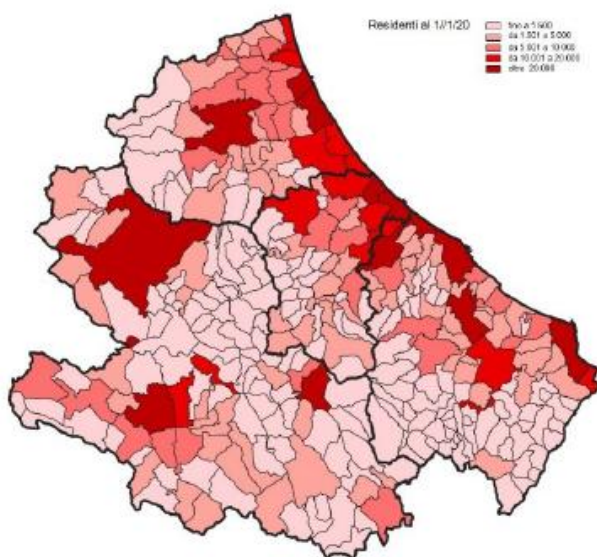 Residenti al 1//1/20
fino a 1.500
da 1.501 a 5.000
da 5.001 a 10.000
da 10.001 a 20.000
oltre 20.000